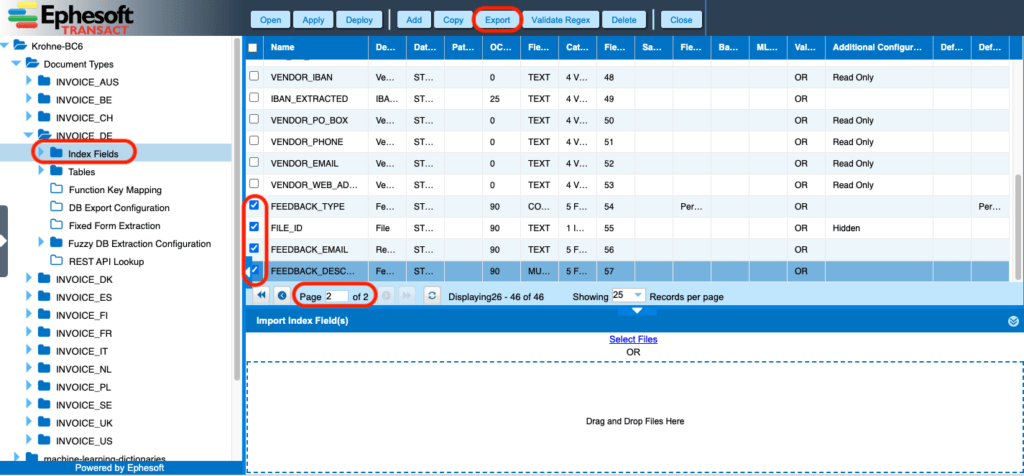 Ephesoft
TRANSACT
Open Apply Deploy Add Copy Export Validate Regex Delete Close
Krohne-BC6
Document Types
INVOICE_AUS
INVOICE_BE
INVOICE_CH
INVOICE_DE
Index Fields
Tables
Function Key Mapping
DB Export Configuration
Fixed Form Extraction
Fuzzy DB Extraction Configuration
REST API Lookup
INVOICE_DK
INVOICE_ES
INVOICE_FI
INVOICE_FR
INVOICE_IT
INVOICE_NL
INVOICE_PL
INVOICE_SE
INVOICE_UK
INVOICE_US
machine-learning-dictionaries
Powered by Ephesoft
Name De... Dat... Pat... OC... Fie... Cat... Fie... Sa... Fie... Ba... ML... Val... Additional Configur... Def... Def...
VENDOR_IBAN Ve... ST... 0 TEXT 4 V... 48 OR Read Only
IBAN_EXTRACTED IBA... ST... 25 TEXT 4 V... 49 OR
VENDOR_PO_BOX Ve... ST... 0 TEXT 4 V... 50 OR Read Only
VENDOR_PHONE Ve... ST... 0 TEXT 4 V... 51 OR Read Only
VENDOR_EMAIL Ve... ST... 0 TEXT 4 V... 52 OR Read Only
VENDOR_WEB_AD... Ve... ST... 0 TEXT 4 V... 53 OR Read Only
FEEDBACK_TYPE Fe... ST... 90 CO... 5 F... 54 Per... OR Per...
FILE_ID File ST... 90 TEXT 1 I... 55 OR Hidden
FEEDBACK_EMAIL Re... ST... 90 TEXT 5 F... 56 OR
FEEDBACK_DESC... Fe... ST... 90 MU... 5 F... 57 OR
Page 2 of 2 Displaying26 - 46 of 46 Showing 25 Records per page
Import Index Field(s)
Select Files
OR
Drag and Drop Files Here